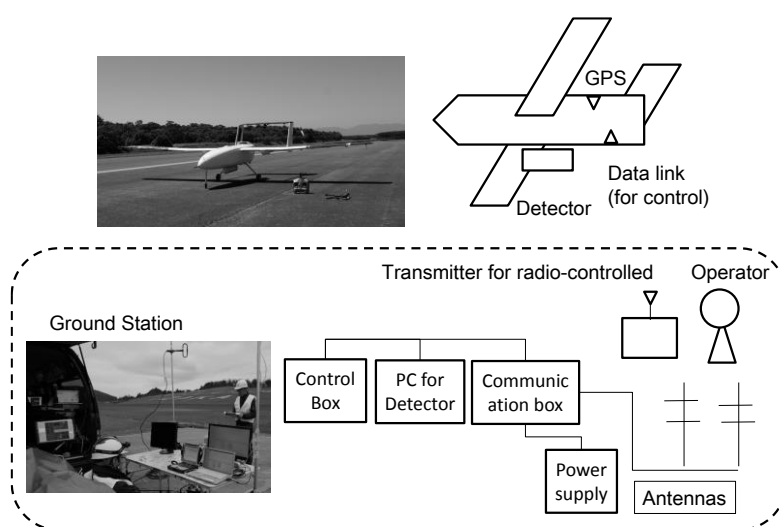 GPS
Data link
(for control)
Detector
Transmitter for radio-controlled
Operator
Ground Station
Control
Box
PC for
Detector
Communic
ation box
Power
supply
Antennas